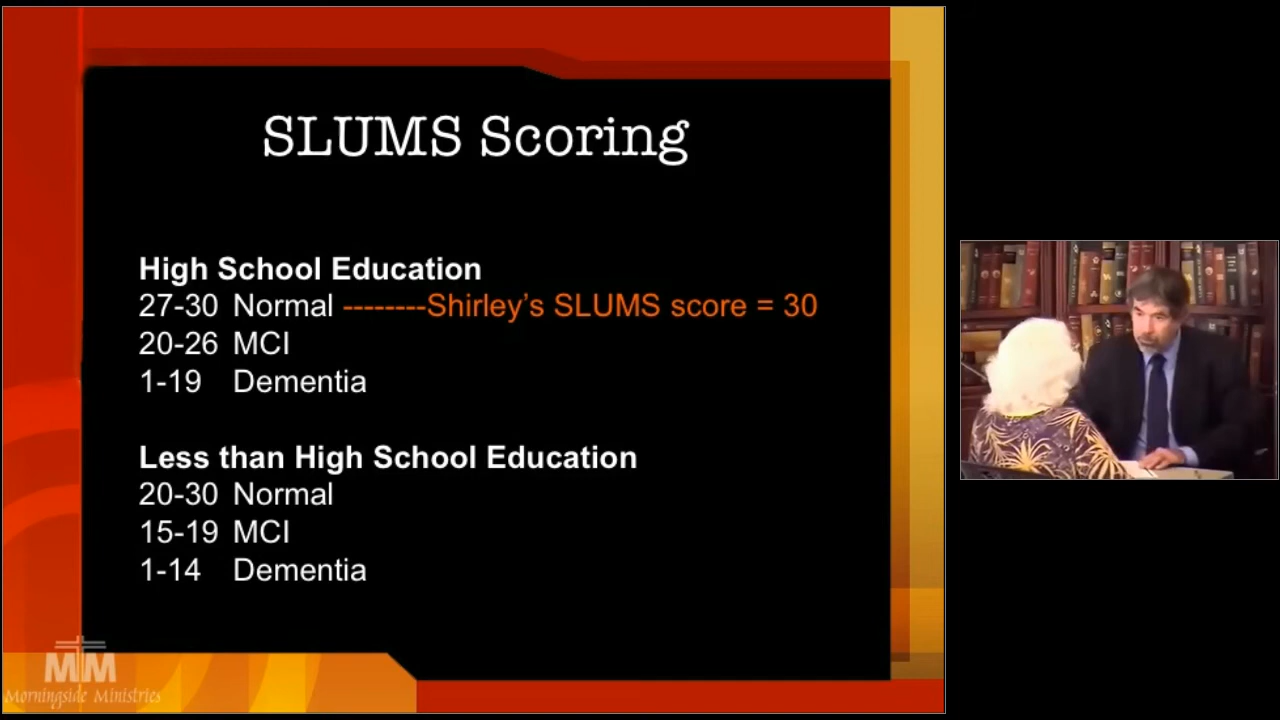 SLUMS Scoring
High School Education
27-30 Normal --------Shirley’s SLUMS score = 30
20-26 MCI
1-19 Dementia
Less than High School Education
20-30 Normal
15-19 MCI
1-14 Dementia
MM
Morningside Ministries